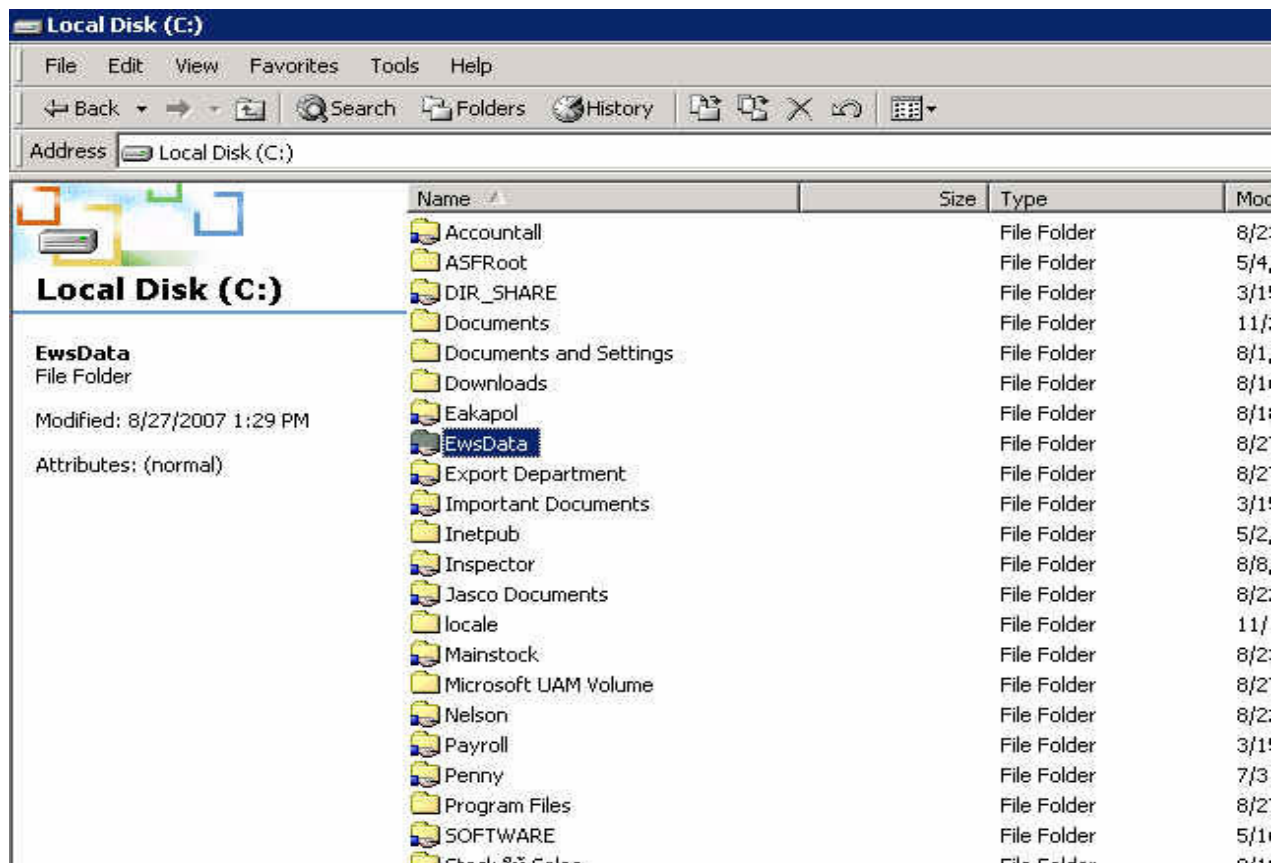 Local Disk (C:)
File Edit View Favorites Tools Help
Back Search Folders History
Address Local Disk (C:)
Name Size Type
Accountall File Folder
ASFRoot File Folder
Local Disk (C:)
DIR_SHARE File Folder
Documents File Folder
EwsData
File Folder
Modified: 8/27/2007 1:29 PM
Attributes: (normal)
Documents and Settings File Folder
Downloads File Folder
Eakapol File Folder
EwsData File Folder
Export Department File Folder
Important Documents File Folder
Inetpub File Folder
Inspector File Folder
Jasco Documents File Folder
locale File Folder
Mainstock File Folder
Microsoft UAM Volume File Folder
Nelson File Folder
Payroll File Folder
Penny File Folder
Program Files File Folder
SOFTWARE File Folder